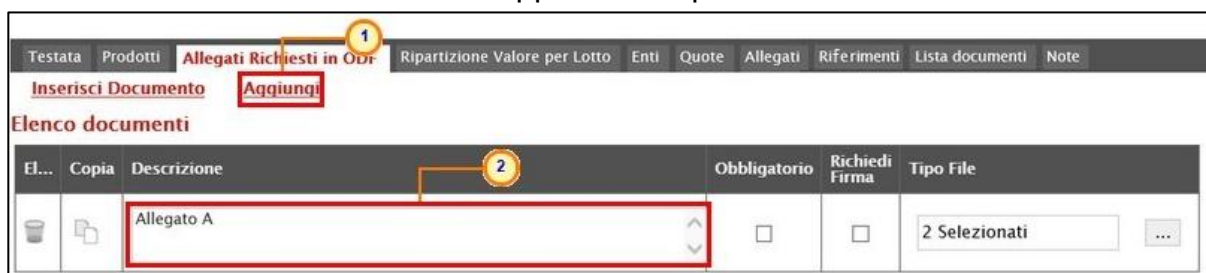 1
Testata Prodotti Allegati Richiesti in ODF Ripartizione Valore per Lotto Enti Quote Allegati Riferimenti Lista documenti Note
Inserisci Documento Aggiungi
Elenco documenti
El... Copia Descrizione 2 Obbligatorio Richiedi Firma Tipo File
Allegato A
2 Selezionati ...